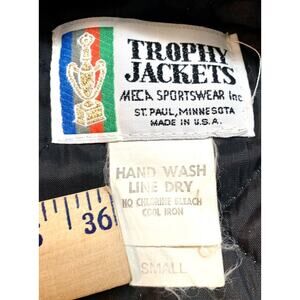 TROPHY
JACKETS
MECA SPORTSWEAR Inc
ST. PAUL, MINNESOTA
MADE IN U.S.A.
HAND WASH
LINE DRY
NO CHLORINE BLEACH
COOL IRON
36
SMALL